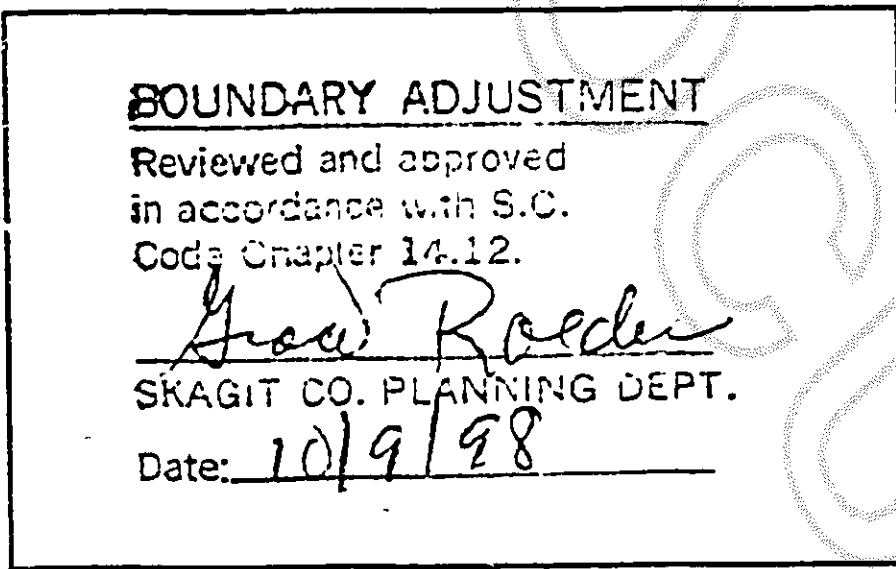 BOUNDARY ADJUSTMENT
Reviewed and approved
in accordance with S.C.
Code Chapter 14.12.
Roeder
SKAGIT CO. PLANNING DEPT.
Date: 10/9/98